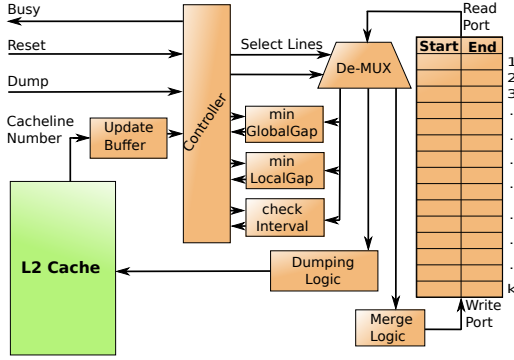 Busy
Reset
Dump
Cacheline
Number
Update
Buffer
Controller
Select Lines
De-MUX
Read
Port
Start End
1
2
3
.
.
.
.
.
.
.
k
min
GlobalGap
min
LocalGap
check
Interval
L2 Cache
Dumping
Logic
Merge
Logic
Write
Port